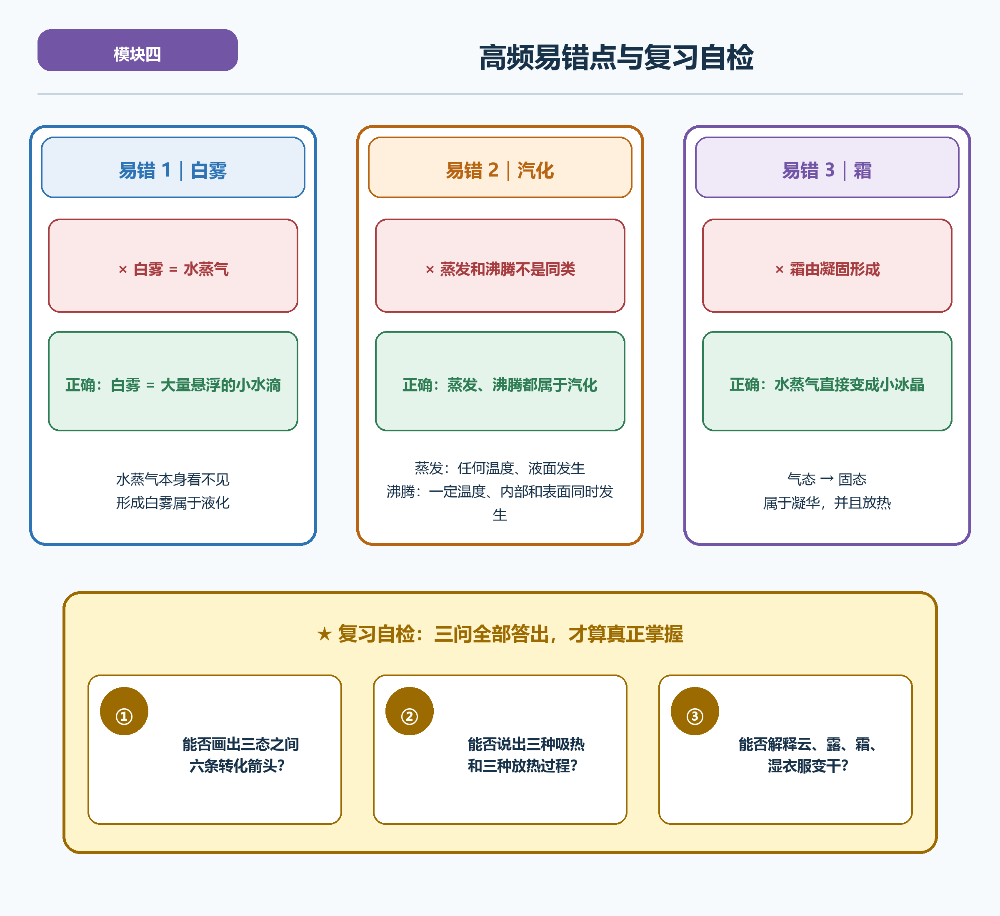 模块四
高频易错点与复习自检
易错 1｜白雾
× 白雾 = 水蒸气
正确：白雾 = 大量悬浮的小水滴
水蒸气本身看不见
形成白雾属于液化
易错 2｜汽化
× 蒸发和沸腾不是同类
正确：蒸发、沸腾都属于汽化
蒸发：任何温度、液面发生
沸腾：一定温度、内部和表面同时发
生
易错 3｜霜
× 霜由凝固形成
正确：水蒸气直接变成小冰晶
气态 → 固态
属于凝华，并且放热
★ 复习自检：三问全部答出，才算真正掌握
①
能否画出三态之间
六条转化箭头？
②
能否说出三种吸热
和三种放热过程？
③
能否解释云、露、霜、
湿衣服变干？